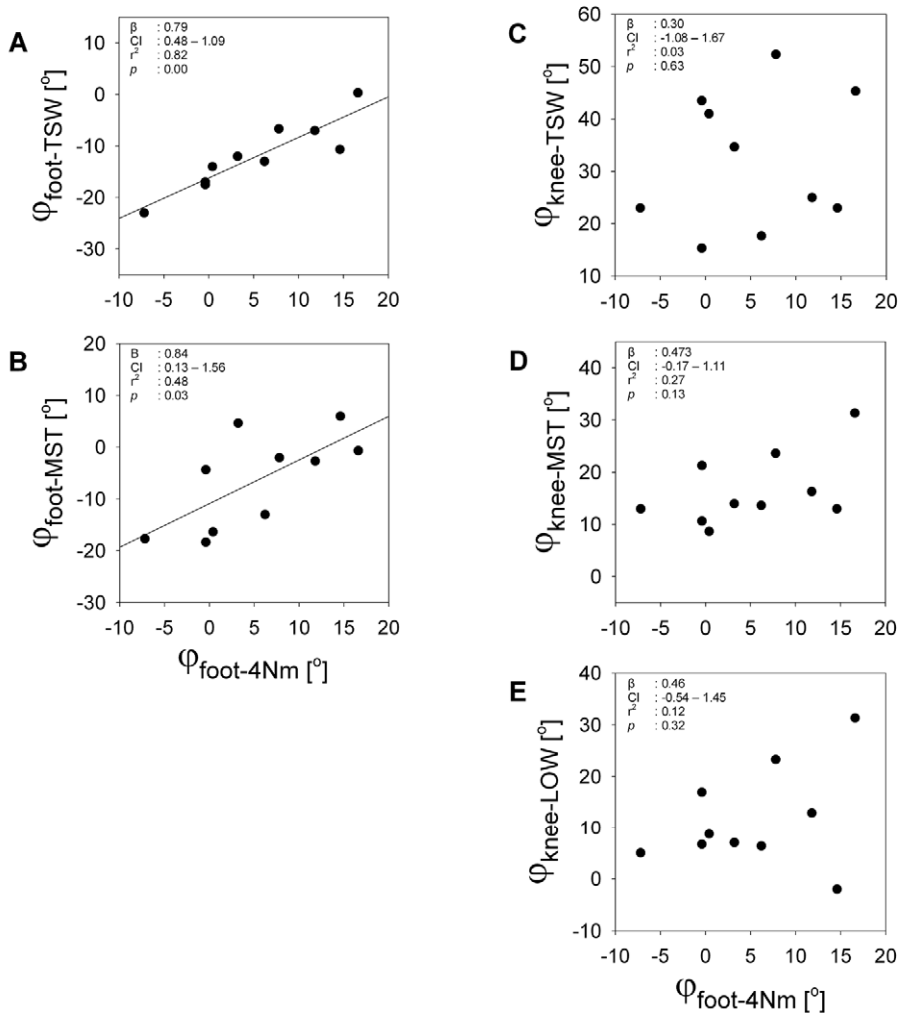 A
β : 0.79
CI : 0.48 – 1.09
r² : 0.82
p : 0.00
φfoot-TSW [°]
10
0
-10
-20
-30
-10 -5 0 5 10 15 20
B
B : 0.84
CI : 0.13 – 1.56
r² : 0.48
p : 0.03
φfoot-MST [°]
20
10
0
-10
-20
-30
-10 -5 0 5 10 15 20
φfoot-4Nm [°]
C
β : 0.30
CI : -1.08 – 1.67
r² : 0.03
p : 0.63
φknee-TSW [°]
60
50
40
30
20
10
-10 -5 0 5 10 15 20
D
β : 0.473
CI : -0.17 – 1.11
r² : 0.27
p : 0.13
φknee-MST [°]
40
30
20
10
0
-10 -5 0 5 10 15 20
E
β : 0.46
CI : -0.54 – 1.45
r² : 0.12
p : 0.32
φknee-LOW [°]
40
30
20
10
0
-10
-10 -5 0 5 10 15 20
φfoot-4Nm [°]